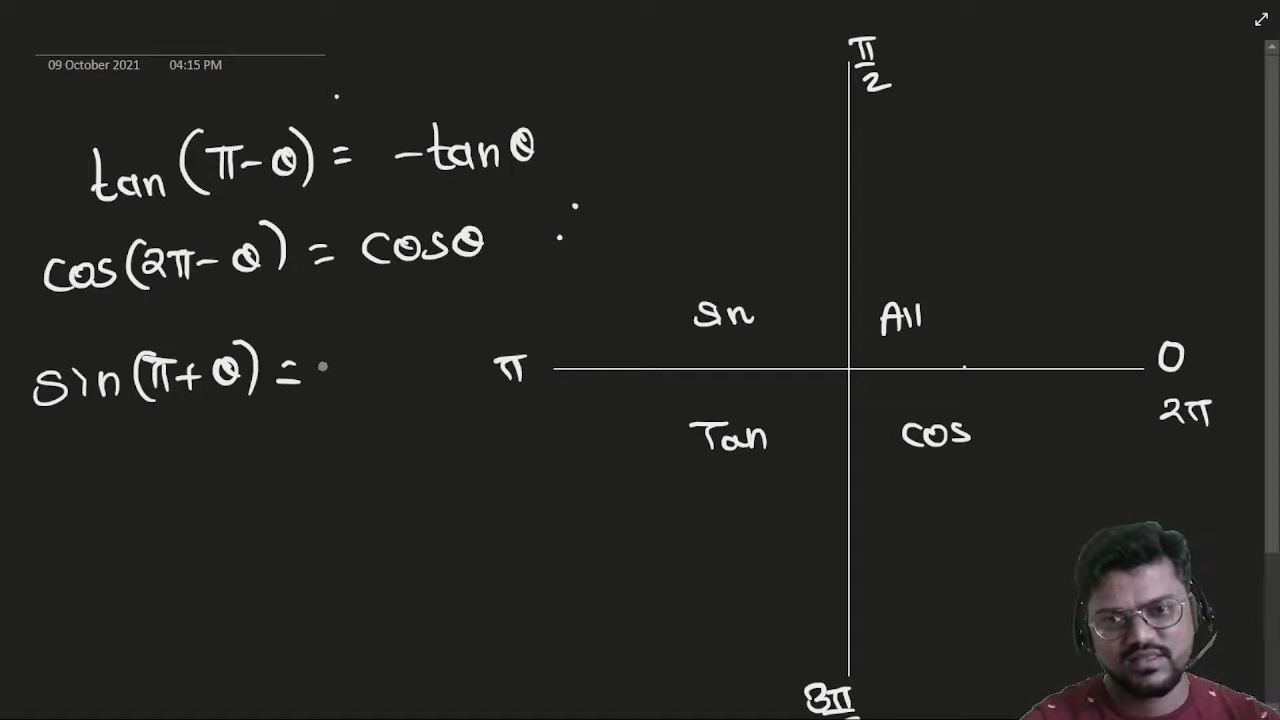 09 October 2021 04:15 PM
tan(π-θ) = -tanθ
cos(2π-θ) = cosθ
sin(π+θ) =
π/2
sin All
π 0
2π
Tan cos
3π